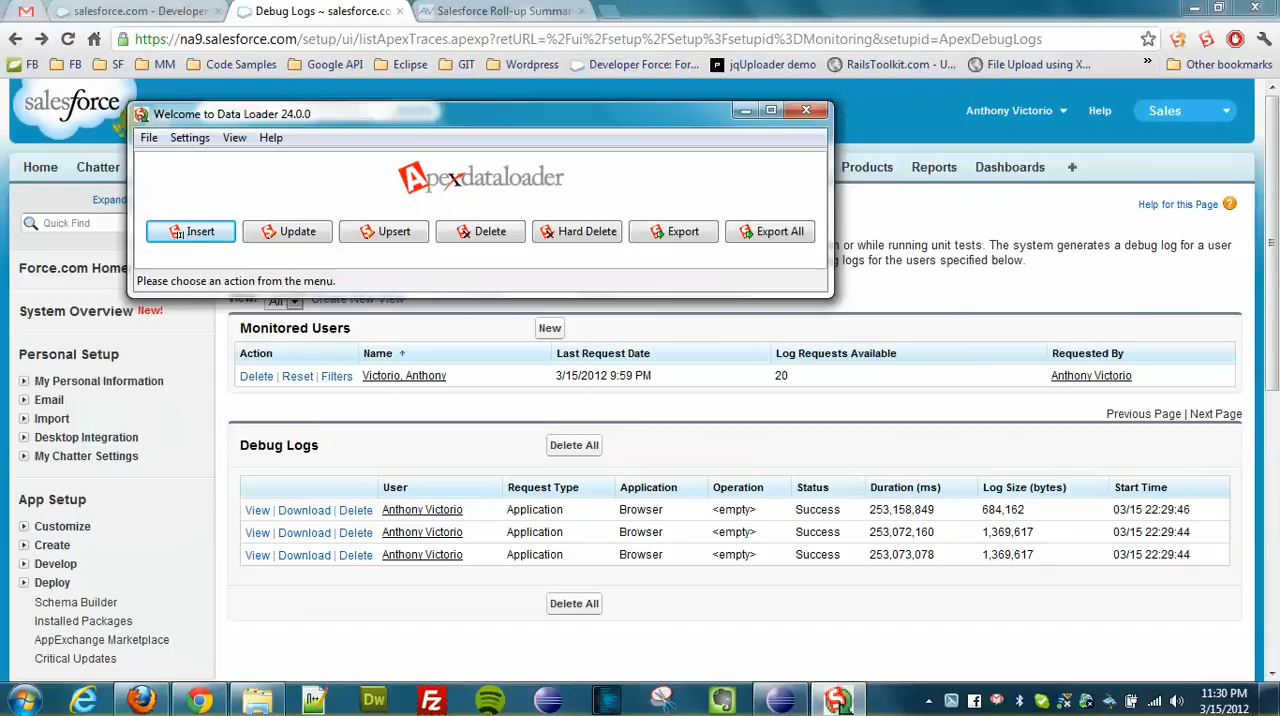 salesforce.com - Developer
Debug Logs ~ salesforce.co
Salesforce Roll-up Summar
https://na9.salesforce.com/setup/ui/listApexTraces.apexp?retURL=%2Fui%2Fsetup%2FSetup%3Fsetupid%3DMonitoring&setupid=ApexDebugLogs
FB FB SF MM Code Samples Google API Eclipse GIT Wordpress Developer Force: For... jqUploader demo RailsToolkit.com - U... File Upload using X... » Other bookmarks
salesforce
Anthony Victorio Help Sales
Welcome to Data Loader 24.0.0
File Settings View Help
Apexdataloader
Insert Update Upsert Delete Hard Delete Export Export All
Please choose an action from the menu.
Home Chatter Products Reports Dashboards +
Expand
Quick Find
Help for this Page ?
n or while running unit tests. The system generates a debug log for a user
g logs for the users specified below.
Force.com Home
System Overview New!
Personal Setup
My Personal Information
Email
Import
Desktop Integration
My Chatter Settings
App Setup
Customize
Create
Develop
Deploy
Schema Builder
Installed Packages
AppExchange Marketplace
Critical Updates
View: All Create New View
Monitored Users New
Action Name ↑ Last Request Date Log Requests Available Requested By
Delete | Reset | Filters Victorio, Anthony 3/15/2012 9:59 PM 20 Anthony Victorio
Previous Page | Next Page
Debug Logs Delete All
User Request Type Application Operation Status Duration (ms) Log Size (bytes) Start Time
View | Download | Delete Anthony Victorio Application Browser <empty> Success 253,158,849 684,162 03/15 22:29:46
View | Download | Delete Anthony Victorio Application Browser <empty> Success 253,072,160 1,369,617 03/15 22:29:44
View | Download | Delete Anthony Victorio Application Browser <empty> Success 253,073,078 1,369,617 03/15 22:29:44
Delete All
11:30 PM
3/15/2012